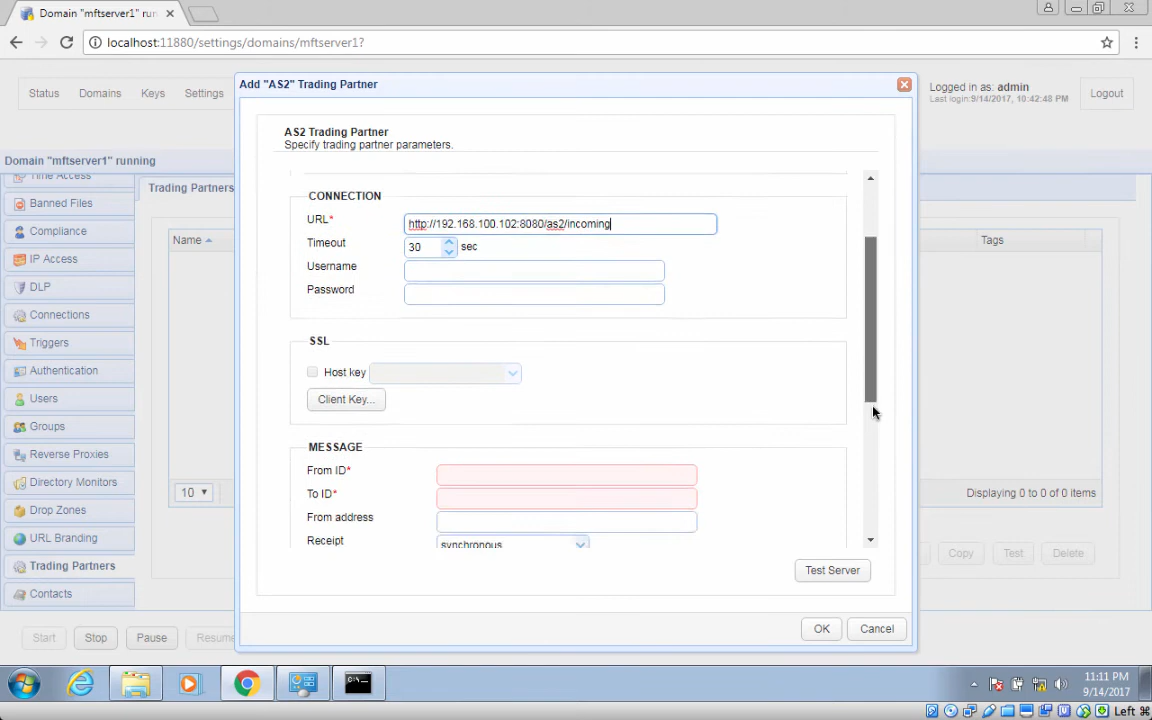 Domain "mftserver1" run
localhost:11880/settings/domains/mftserver1?
Status Domains Keys Settings
Logged in as: admin
Last login:9/14/2017, 10:42:48 PM
Logout
Add "AS2" Trading Partner
Domain "mftserver1" running
AS2 Trading Partner
Specify trading partner parameters.
Time Access
Banned Files
Compliance
IP Access
DLP
Connections
Triggers
Authentication
Users
Groups
Reverse Proxies
Directory Monitors
Drop Zones
URL Branding
Trading Partners
Contacts
Trading Partners
Name
Tags
10
Displaying 0 to 0 of 0 items
Copy Test Delete
CONNECTION
URL* http://192.168.100.102:8080/as2/incoming
Timeout 30 sec
Username
Password
SSL
Host key
Client Key...
MESSAGE
From ID*
To ID*
From address
Receipt synchronous
Test Server
OK Cancel
Start Stop Pause Resume
11:11 PM
9/14/2017
Left ⌘